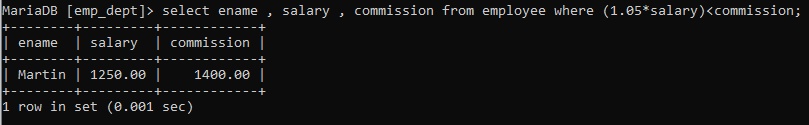 MariaDB [emp_dept]> select ename , salary , commission from employee where (1.05*salary)<commission;
+--------+---------+------------+
| ename  | salary  | commission |
+--------+---------+------------+
| Martin | 1250.00 |    1400.00 |
+--------+---------+------------+
1 row in set (0.001 sec)